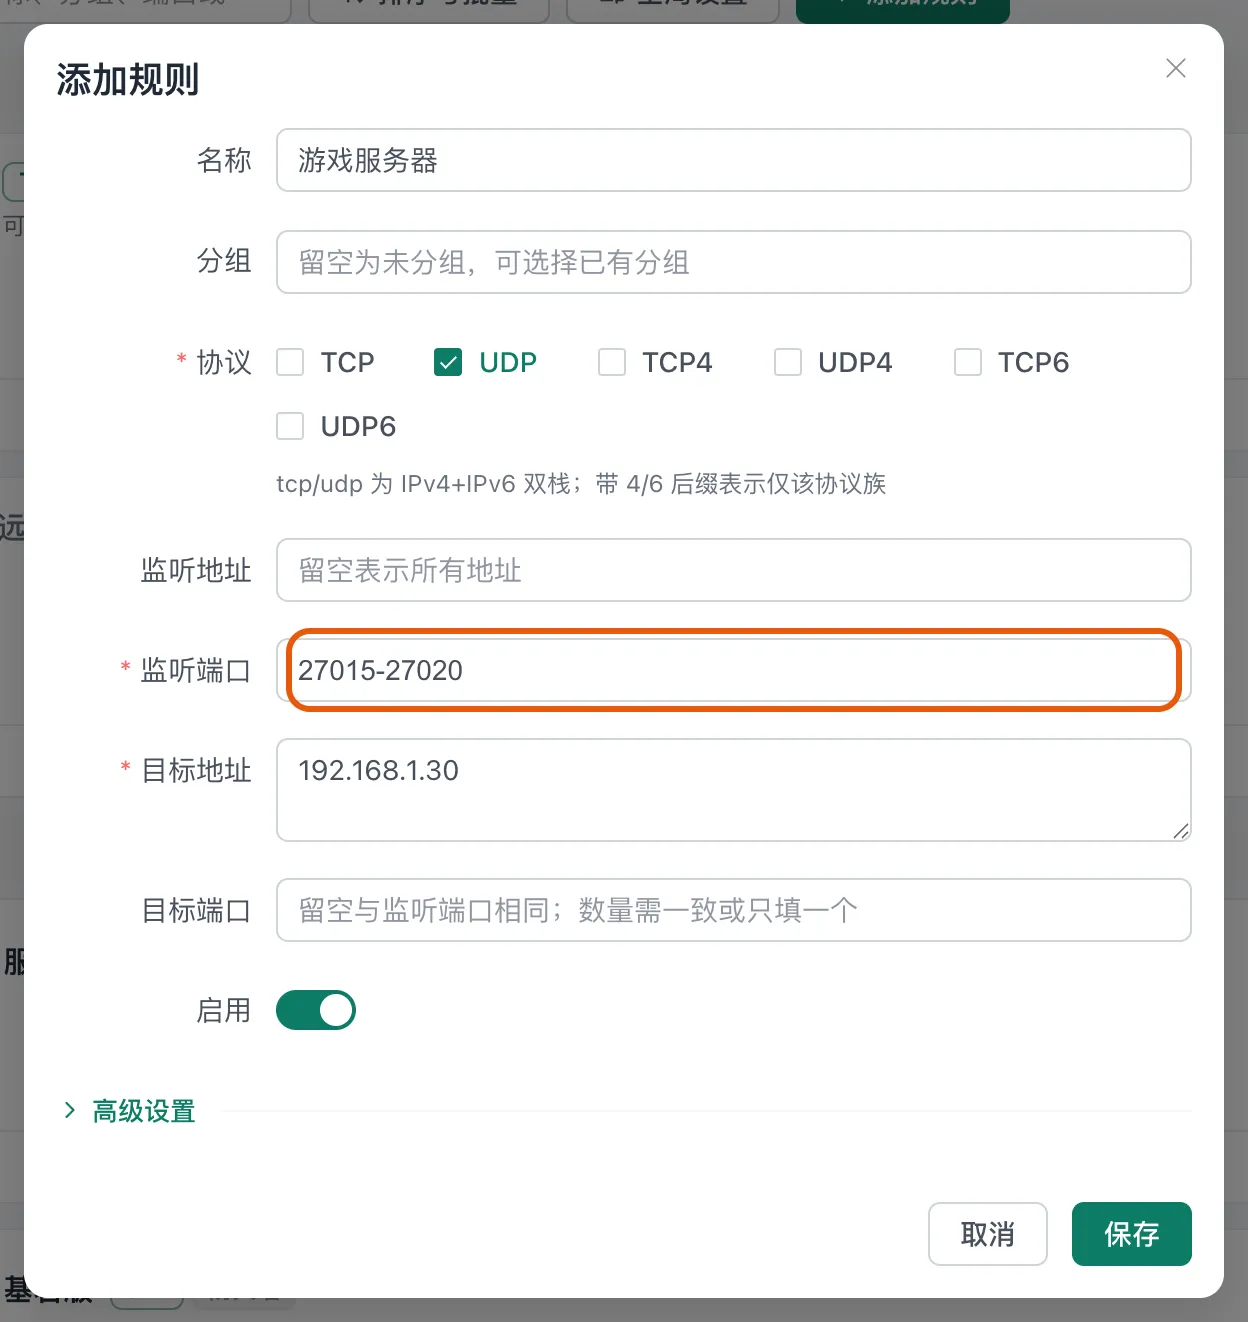 添加规则
名称 游戏服务器
分组 留空为未分组，可选择已有分组
* 协议 TCP UDP TCP4 UDP4 TCP6
UDP6
tcp/udp 为 IPv4+IPv6 双栈；带 4/6 后缀表示仅该协议族
监听地址 留空表示所有地址
* 监听端口 27015-27020
* 目标地址 192.168.1.30
目标端口 留空与监听端口相同；数量需一致或只填一个
启用
高级设置
取消 保存